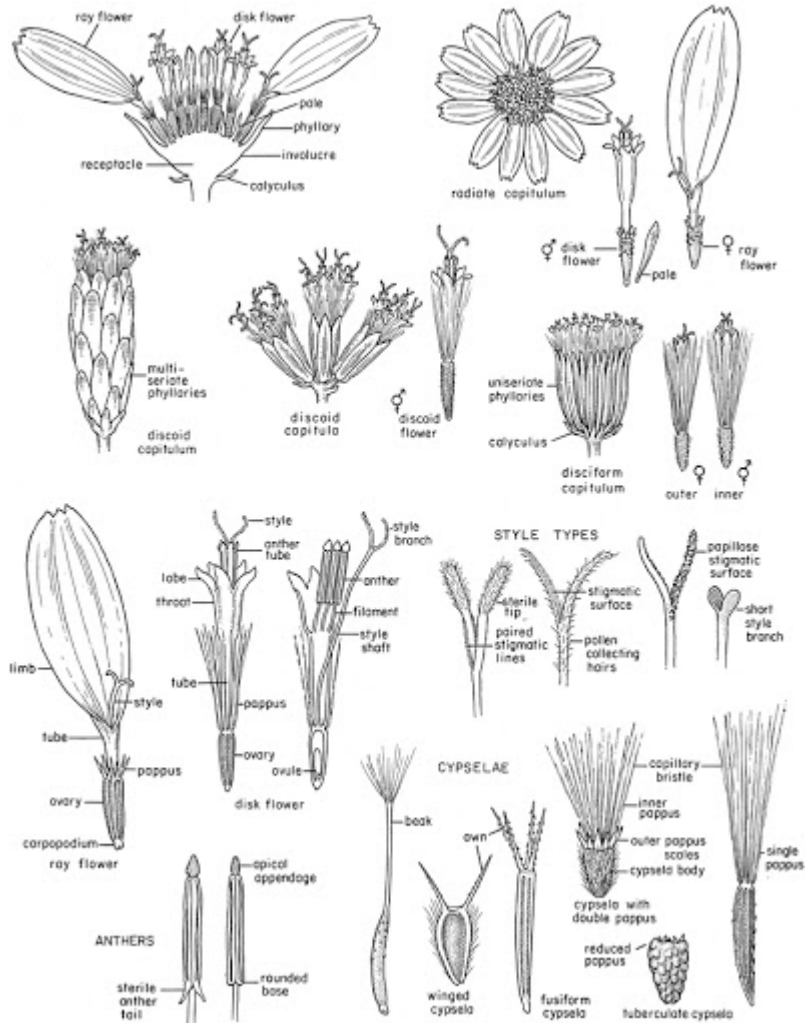 ray flower
disk flower
pale
phyllary
receptacle
involucre
calyculus
radiate capitulum
♂ disk
flower
pale
♀ ray
flower
multi-
seriate
phyllaries
discoid
capitulum
discoid
capitula
discoid
flower
uniseriate
phyllaries
calyculus
disciform
capitulum
♀
outer
inner
limb
style
tube
pappus
ovary
carpopodium
ray flower
style
anther
tube
lobe
throat
tube
pappus
ovary
style
branch
anther
filament
style
shaft
ovule
disk flower
STYLE TYPES
sterile
tip
paired
stigmatic
lines
stigmatic
surface
pollen
collecting
hairs
papillose
stigmatic
surface
short
style
branch
ANTHERS
sterile
anther
tail
apical
appendage
rounded
base
CYPSELAE
beak
awn
winged
cypsela
fusiform
cypsela
capillary
bristle
inner
pappus
outer pappus
scales
cypsela body
cypsela with
double pappus
single
pappus
reduced
pappus
tuberculate cypsela